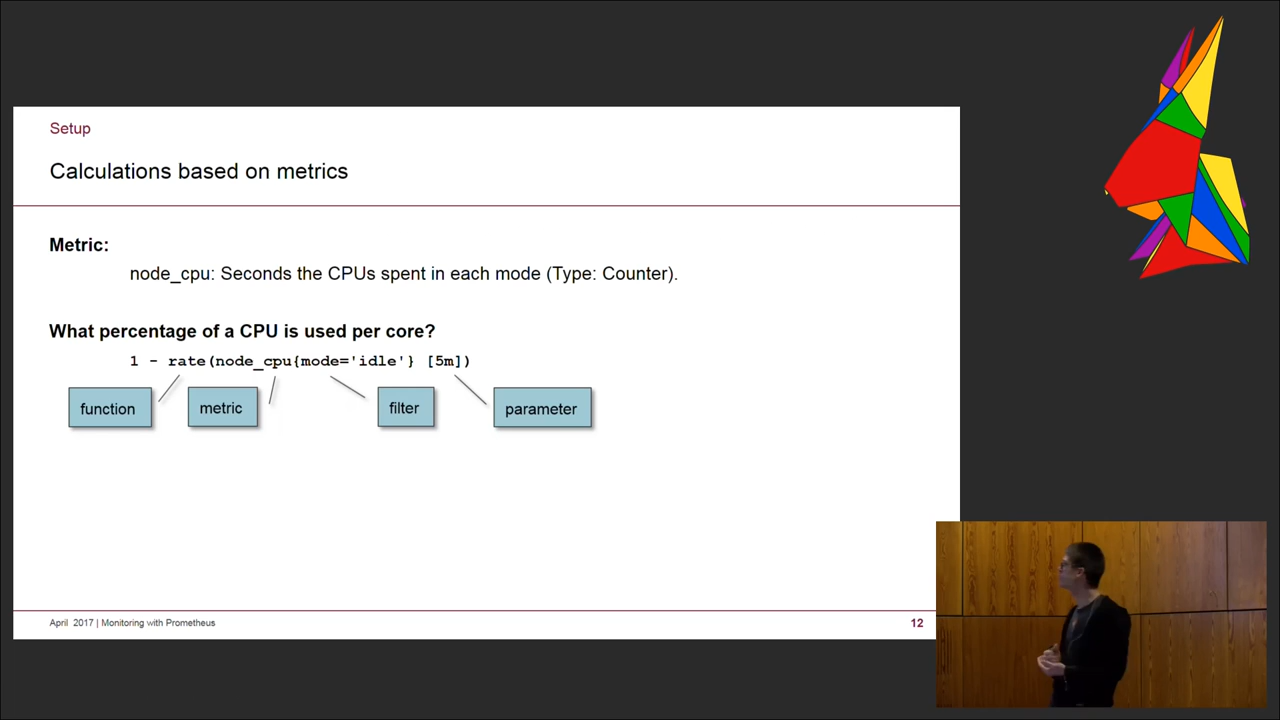 Setup
Calculations based on metrics
Metric:
node_cpu: Seconds the CPUs spent in each mode (Type: Counter).
What percentage of a CPU is used per core?
1 - rate(node_cpu{mode='idle'} [5m])
function metric filter parameter
April 2017 | Monitoring with Prometheus 12